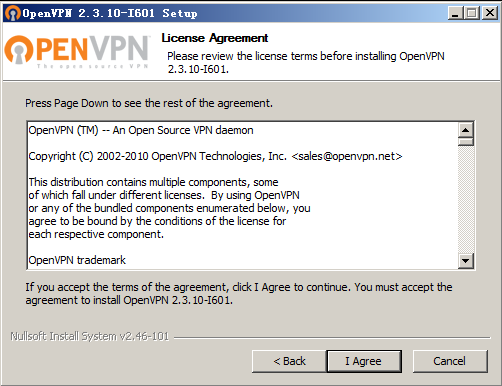 OpenVPN 2.3.10-I601 Setup
OPENVPN
The open source VPN
License Agreement
Please review the license terms before installing OpenVPN
2.3.10-I601.
Press Page Down to see the rest of the agreement.
OpenVPN (TM) -- An Open Source VPN daemon
Copyright (C) 2002-2010 OpenVPN Technologies, Inc. <sales@openvpn.net>
This distribution contains multiple components, some
of which fall under different licenses. By using OpenVPN
or any of the bundled components enumerated below, you
agree to be bound by the conditions of the license for
each respective component.
OpenVPN trademark
If you accept the terms of the agreement, click I Agree to continue. You must accept the
agreement to install OpenVPN 2.3.10-I601.
Nullsoft Install System v2.46-101
< Back
I Agree
Cancel